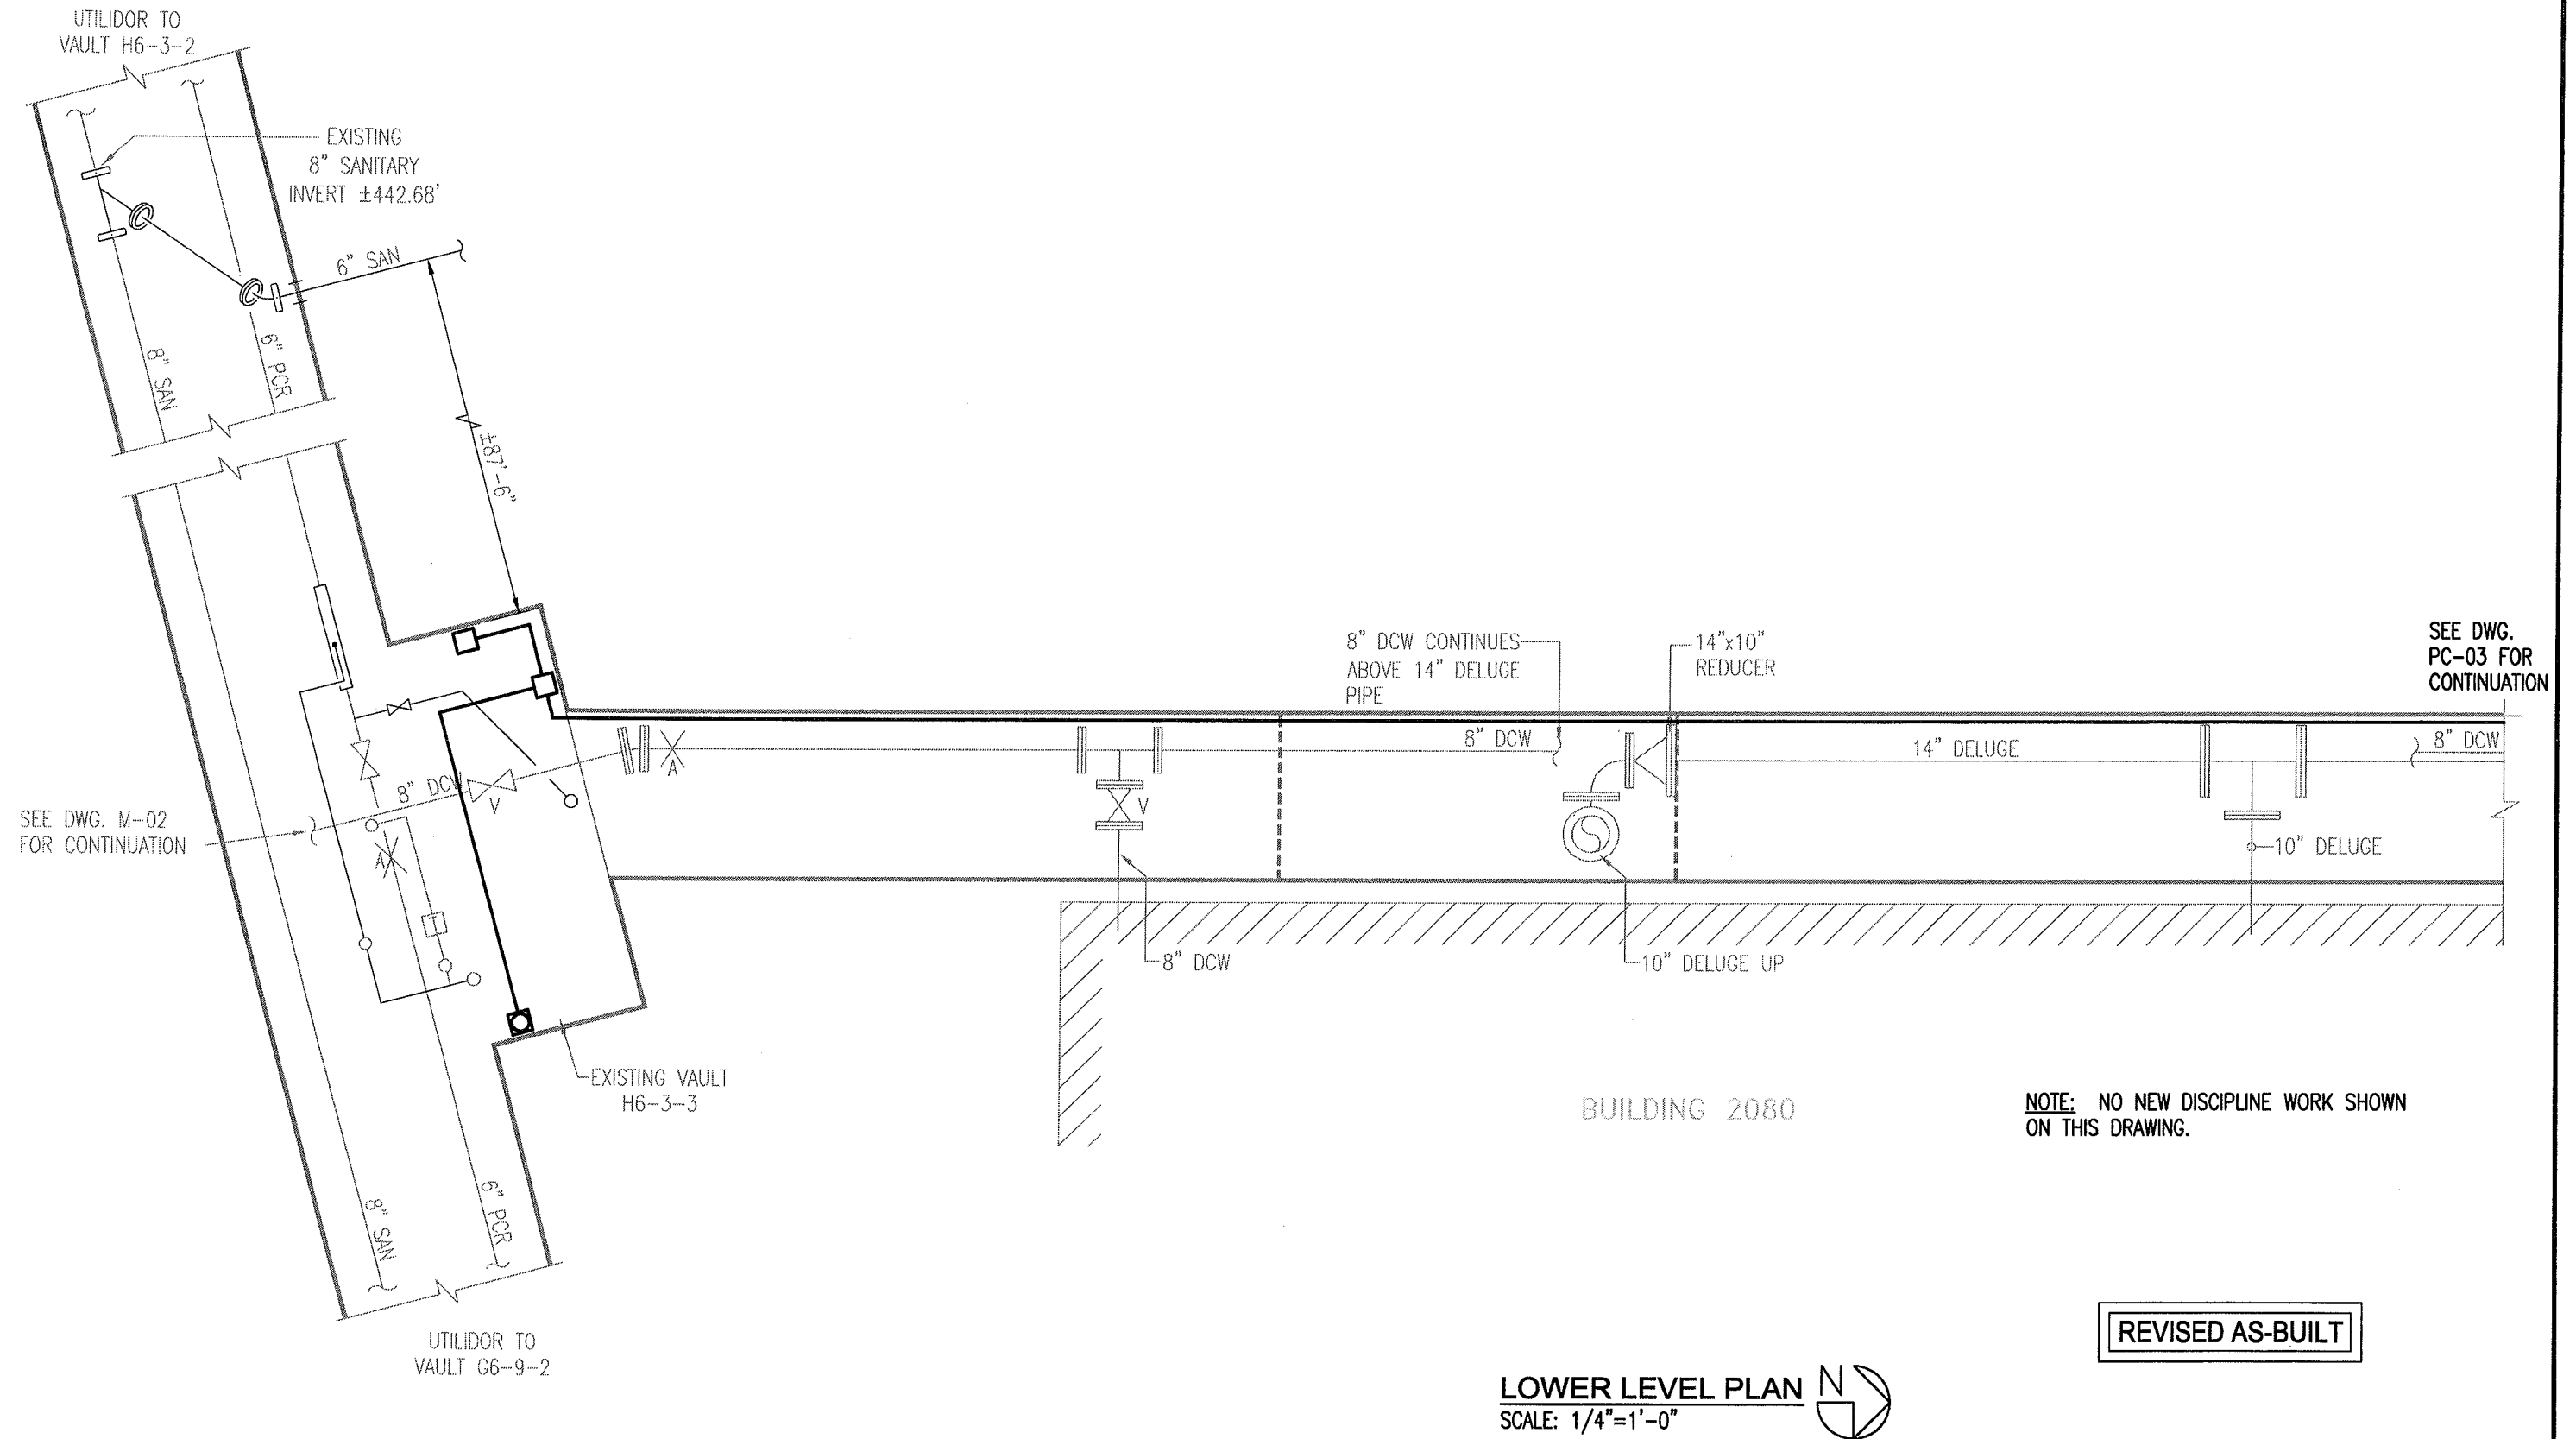 UTILIDOR TO
VAULT H6-3-2
EXISTING
8" SANITARY
INVERT ±442.68'
6" SAN
8" SAN
6" PCR
±87'-6"
8" DCW CONTINUES
ABOVE 14" DELUGE
PIPE
14"x10"
REDUCER
SEE DWG.
PC-03 FOR
CONTINUATION
8" DCW
14" DELUGE
8" DCW
A
8" DCW
V
V
SEE DWG. M-02
FOR CONTINUATION
A
T
10" DELUGE
8" DCW
10" DELUGE UP
EXISTING VAULT
H6-3-3
BUILDING 2080
NOTE: NO NEW DISCIPLINE WORK SHOWN
ON THIS DRAWING.
8" SAN
6" PCR
UTILIDOR TO
VAULT G6-9-2
REVISED AS-BUILT
LOWER LEVEL PLAN
N
SCALE: 1/4"=1'-0"